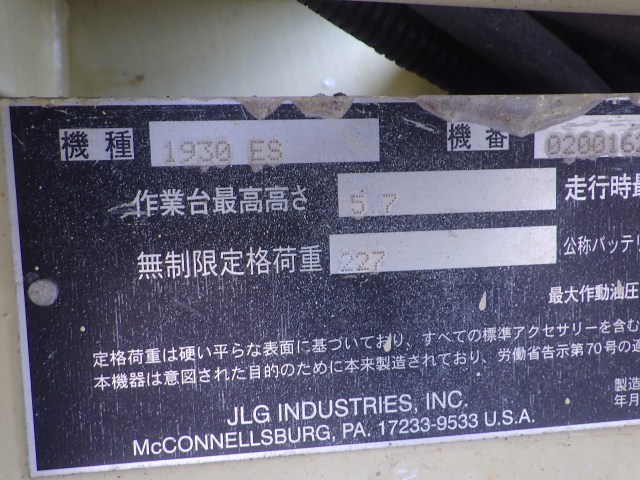 機種 1930 ES 機番 0200162
作業台最高高さ 5.7 走行時最
無制限定格荷重 227 公称バッテリ
最大作動油圧
定格荷重は硬い平らな表面に基づいており、すべての標準アクセサリーを含む
本機器は意図された目的のために本来製造されており、労働省告示第70号の
製造
年月
JLG INDUSTRIES, INC.
McCONNELLSBURG, PA. 17233-9533 U.S.A.